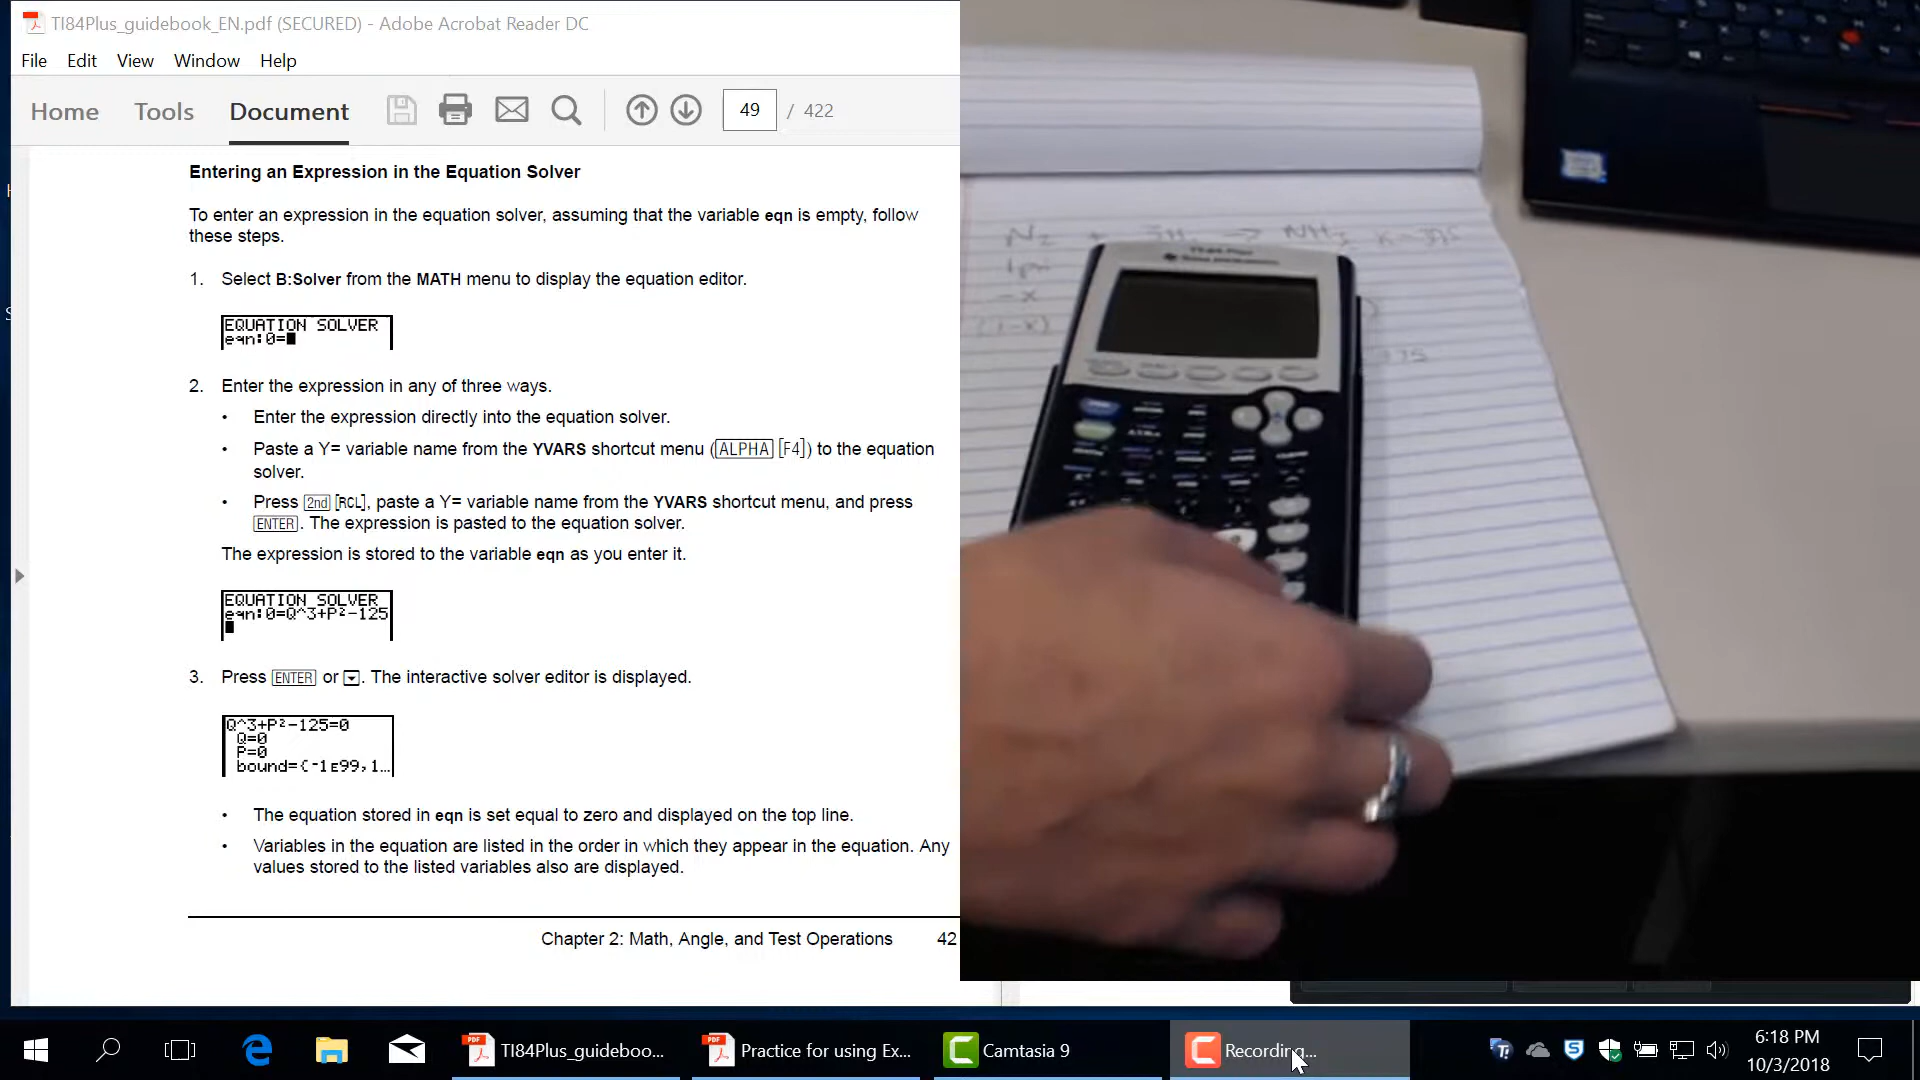 TI84Plus_guidebook_EN.pdf (SECURED) - Adobe Acrobat Reader DC
File Edit View Window Help
Home Tools Document 49 / 422
Entering an Expression in the Equation Solver
To enter an expression in the equation solver, assuming that the variable eqn is empty, follow
these steps.
1. Select B:Solver from the MATH menu to display the equation editor.
EQUATION SOLVER
eqn:0=
2. Enter the expression in any of three ways.
• Enter the expression directly into the equation solver.
• Paste a Y= variable name from the YVARS shortcut menu (ALPHA [F4]) to the equation
solver.
• Press 2nd [RCL], paste a Y= variable name from the YVARS shortcut menu, and press
ENTER. The expression is pasted to the equation solver.
The expression is stored to the variable eqn as you enter it.
EQUATION SOLVER
eqn:0=Q^3+P²-125
3. Press ENTER or ▼. The interactive solver editor is displayed.
Q^3+P²-125=0
Q=0
P=0
bound={-1E99,1...
• The equation stored in eqn is set equal to zero and displayed on the top line.
• Variables in the equation are listed in the order in which they appear in the equation. Any
values stored to the listed variables also are displayed.
Chapter 2: Math, Angle, and Test Operations 42
N₂ + 3H₂ → NH₃
-x
(1-x)
TI84Plus_guideboo... Practice for using Ex... Camtasia 9 Recording...
6:18 PM
10/3/2018